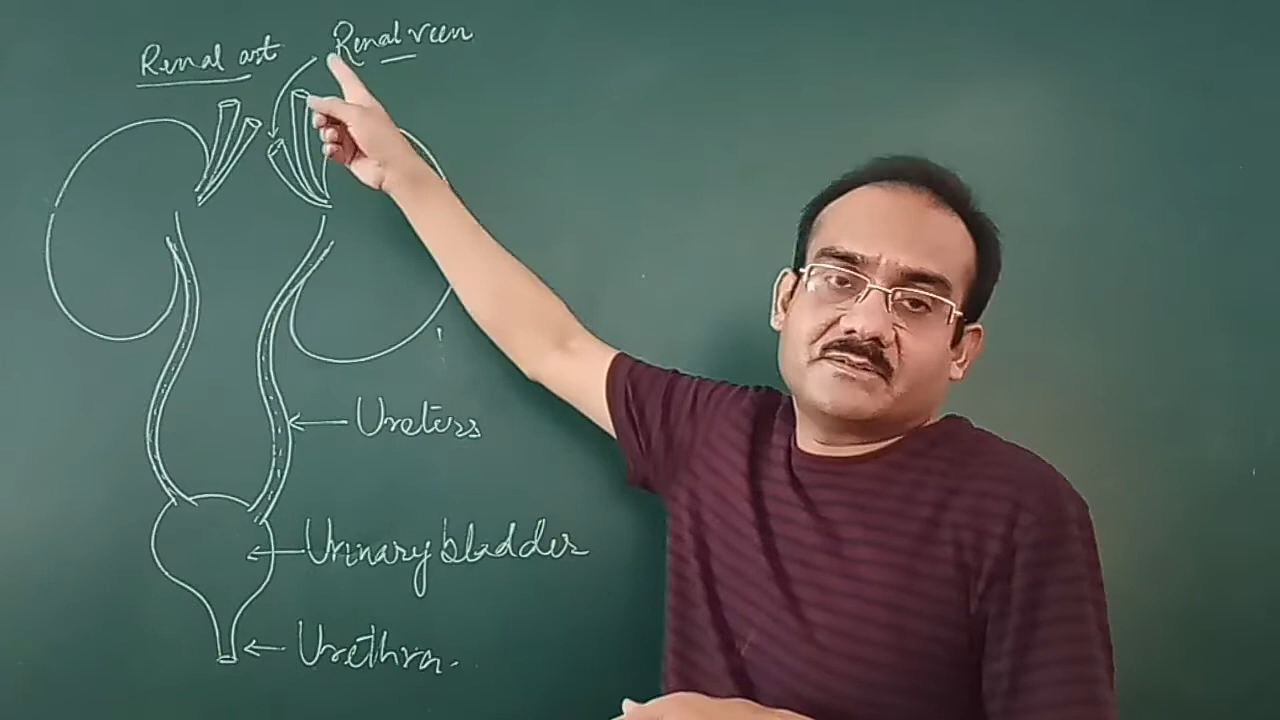 Renal art
Renal veen
Ureters
Urinary bladder
Urethra.